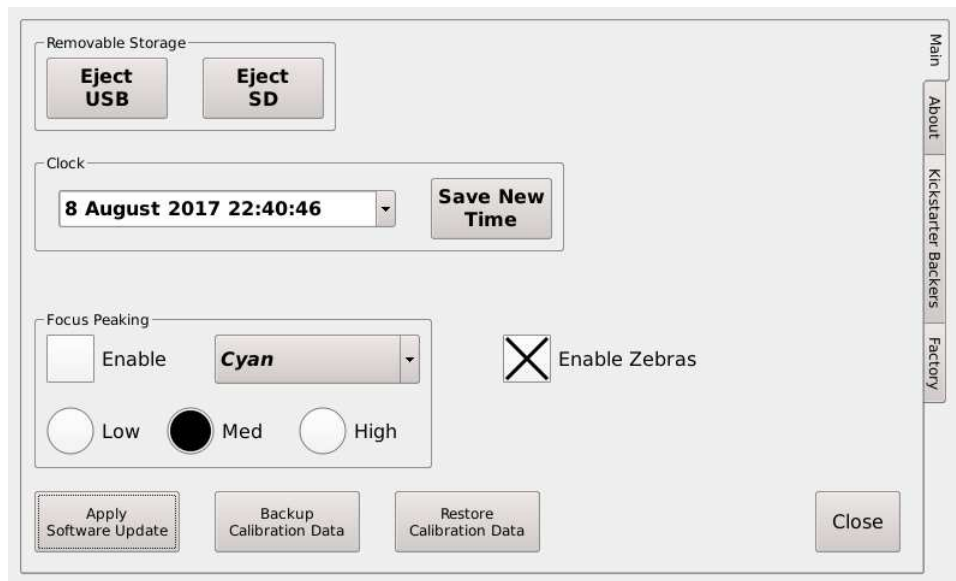 Removable Storage
Eject
USB
Eject
SD
Clock
8 August 2017 22:40:46
Save New
Time
Focus Peaking
Enable
Cyan
Enable Zebras
Low
Med
High
Apply
Software Update
Backup
Calibration Data
Restore
Calibration Data
Close
Main
About
Kickstarter Backers
Factory